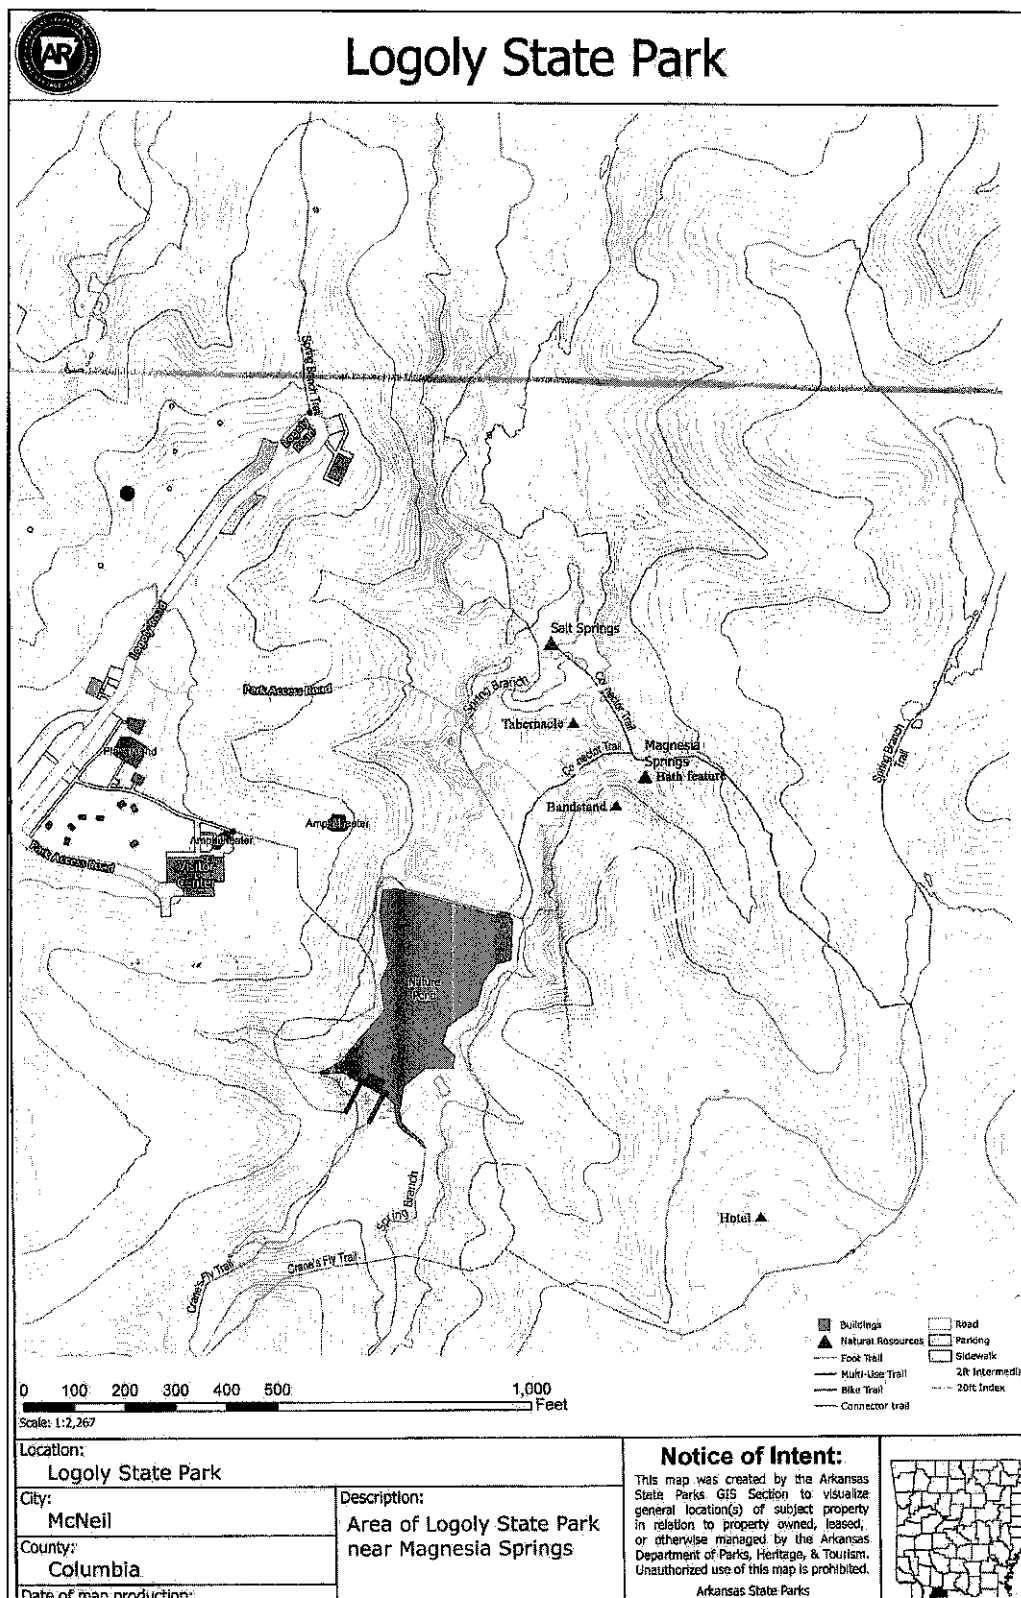 AR
Logoly State Park
Spring Branch Trail
Logoly
Road
Logoly Road
Salt Springs
Park Access Road
Spring Branch
Connector Trail
Tabernacle
Connector Trail
Magnesia
Springs
Bath feature
Spring Branch
Trail
Playground
Bandstand
Amphitheater
Amphitheater
Park Access Road
Visitor
Center
Nature
Pond
Spring Branch
Hotel
Crane's Fly Trail
Crane's Fly Trail
Buildings
Natural Resources
Foot Trail
Multi-Use Trail
Bike Trail
Connector trail
Road
Parking
Sidewalk
2ft Intermedia
20ft Index
0 100 200 300 400 500 1,000
Feet
Scale: 1:2,267
Location:
Logoly State Park
City:
McNeil
County:
Columbia
Date of map production:
Description:
Area of Logoly State Park
near Magnesia Springs
Notice of Intent:
This map was created by the Arkansas
State Parks GIS Section to visualize
general location(s) of subject property
in relation to property owned, leased,
or otherwise managed by the Arkansas
Department of Parks, Heritage, & Tourism.
Unauthorized use of this map is prohibited.
Arkansas State Parks